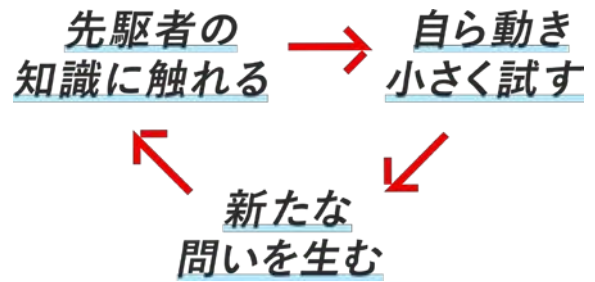 先駆者の
知識に触れる
自ら動き
小さく試す
新たな
問いを生む